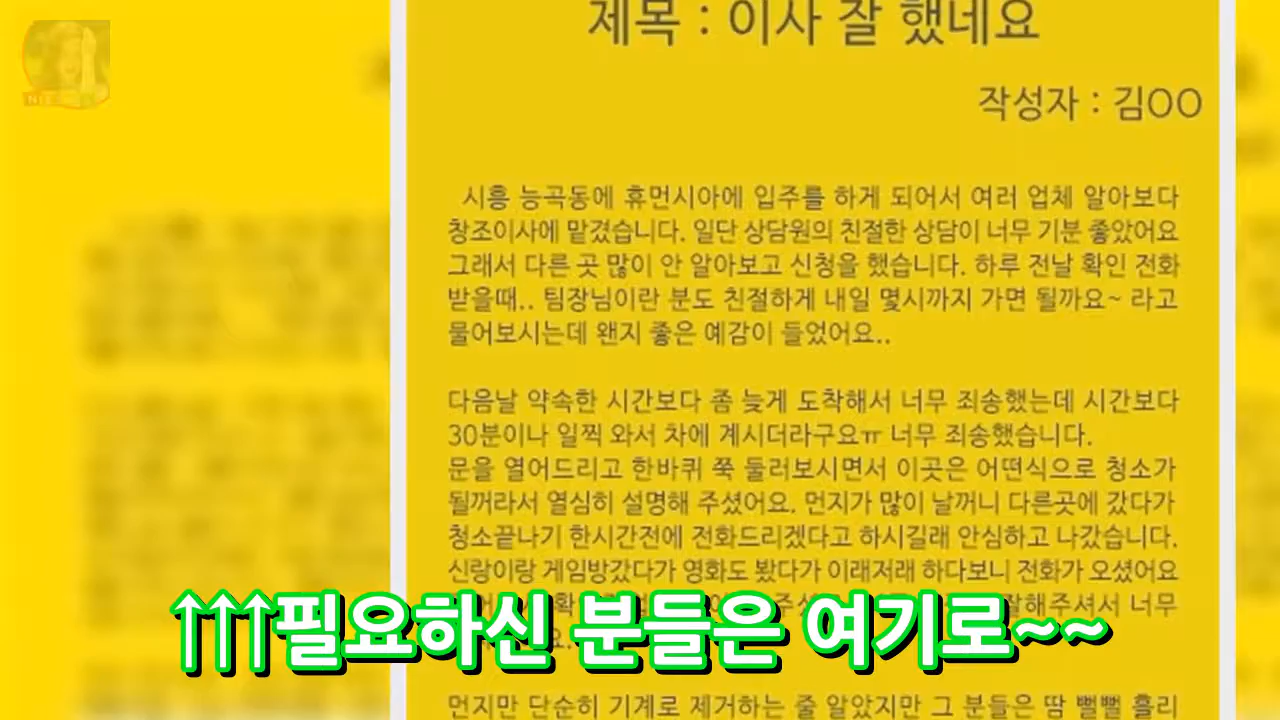 제목 : 이사 잘 했네요
작성자 : 김OO
시흥 능곡동에 휴먼시아에 입주를 하게 되어서 여러 업체 알아보다
창조이사에 맡겼습니다. 일단 상담원의 친절한 상담이 너무 기분 좋았어요
그래서 다른 곳 많이 안 알아보고 신청을 했습니다. 하루 전날 확인 전화
받을때.. 팀장님이란 분도 친절하게 내일 몇시까지 가면 될까요~ 라고
물어보시는데 왠지 좋은 예감이 들었어요..
다음날 약속한 시간보다 좀 늦게 도착해서 너무 죄송했는데 시간보다
30분이나 일찍 와서 차에 계시더라구요ㅠ 너무 죄송했습니다.
문을 열어드리고 한바퀴 쭉 둘러보시면서 이곳은 어떤식으로 청소가
될꺼라서 열심히 설명해 주셨어요. 먼지가 많이 날꺼니 다른곳에 갔다가
청소끝나기 한시간전에 전화드리겠다고 하시길래 안심하고 나갔습니다.
신랑이랑 게임방갔다가 영화도 봤다가 이래저래 하다보니 전화가 오셨어요
잘해주셔서 너무
↑↑↑필요하신 분들은 여기로~~
먼지만 단순히 기계로 제거하는 줄 알았지만 그 분들은 땀 뻘뻘 흘리